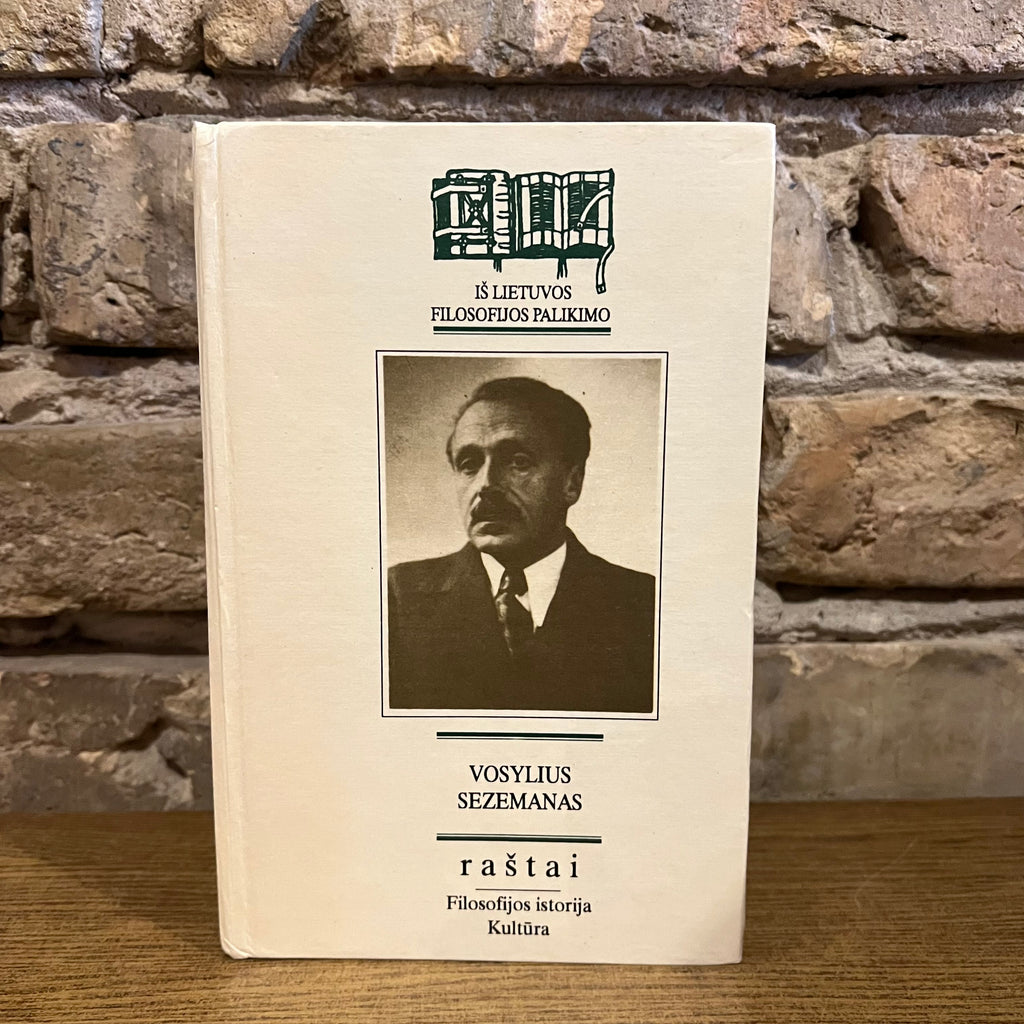 IŠ LIETUVOS
FILOSOFIJOS PALIKIMO
VOSYLIUS
SEZEMANAS
raštai
Filosofijos istorija
Kultūra